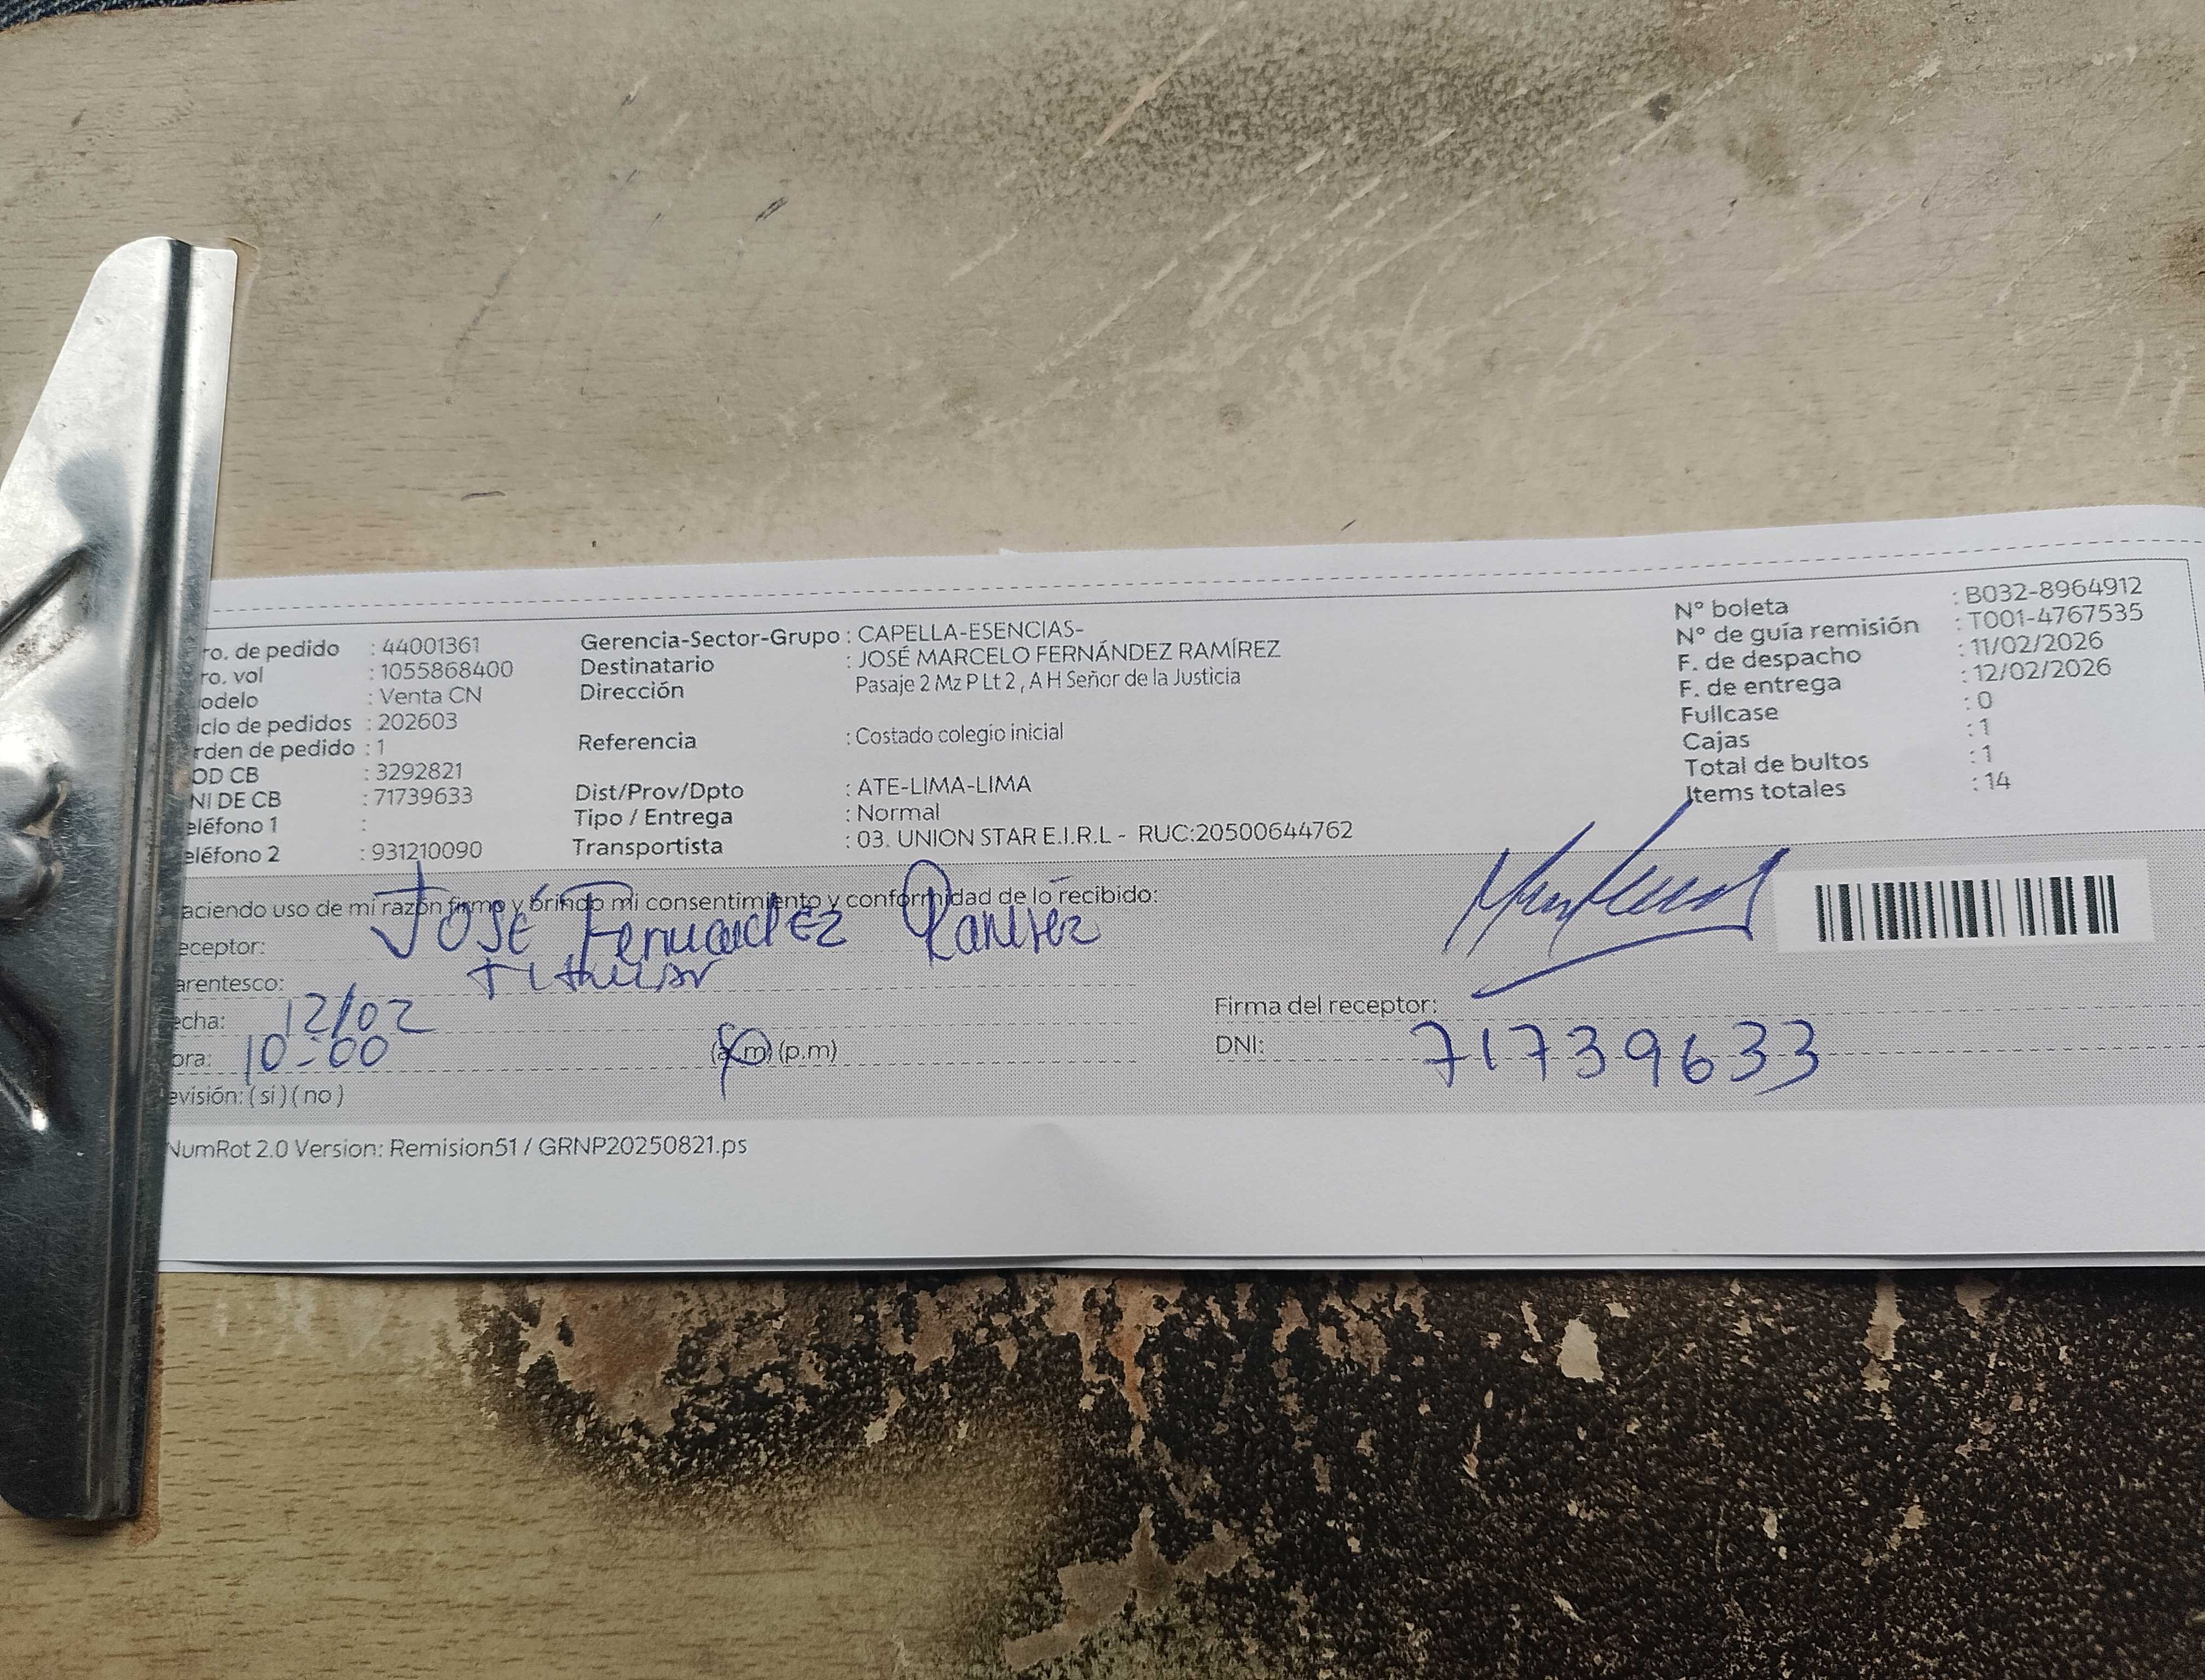 ro. de pedido : 44001361
ro. vol : 1055868400
odelo : Venta CN
iclo de pedidos : 202603
rden de pedido : 1
OD CB : 3292821
NI DE CB : 71739633
eléfono 1 :
eléfono 2 : 931210090
Gerencia-Sector-Grupo : CAPELLA-ESENCIAS-
Destinatario : JOSÉ MARCELO FERNÁNDEZ RAMÍREZ
Dirección Pasaje 2 Mz P Lt 2 , A H Señor de la Justicia
Referencia : Costado colegio inicial
Dist/Prov/Dpto : ATE-LIMA-LIMA
Tipo / Entrega : Normal
Transportista : 03. UNION STAR E.I.R.L - RUC:20500644762
N° boleta : B032-8964912
N° de guía remisión : T001-4767535
F. de despacho : 11/02/2026
F. de entrega : 12/02/2026
Fullcase : 0
Cajas : 1
Total de bultos : 1
Items totales : 14
aciendo uso de mi razón firmo y brindo mi consentimiento y conformidad de lo recibido:
eceptor: José Fernandez Ramirez
arentesco: Titular
echa: 12/02
ora: 10:00 (a.m) (p.m)
evisión: ( si ) ( no )
Firma del receptor:
DNI: 71739633
NumRot 2.0 Version: Remision51 / GRNP20250821.ps